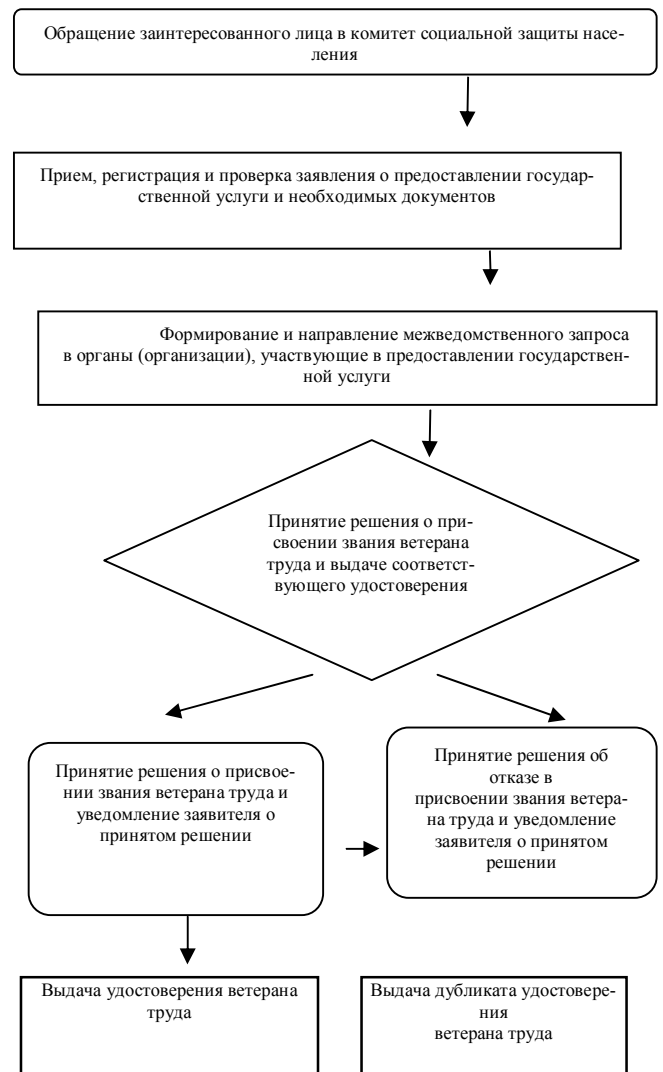 Обращение заинтересованного лица в комитет социальной защиты насе-
ления
Прием, регистрация и проверка заявления о предоставлении государ-
ственной услуги и необходимых документов
Формирование и направление межведомственного запроса
в органы (организации), участвующие в предоставлении государствен-
ной услуги
Принятие решения о при-
своении звания ветерана
труда и выдаче соответст-
вующего удостоверения
Принятие решения о присвое-
нии звания ветерана труда и
уведомление заявителя о
принятом решении
Принятие решения об
отказе в
присвоении звания ветера-
на труда и уведомление
заявителя о принятом
решении
Выдача удостоверения ветерана
труда
Выдача дубликата удостовере-
ния
ветерана труда